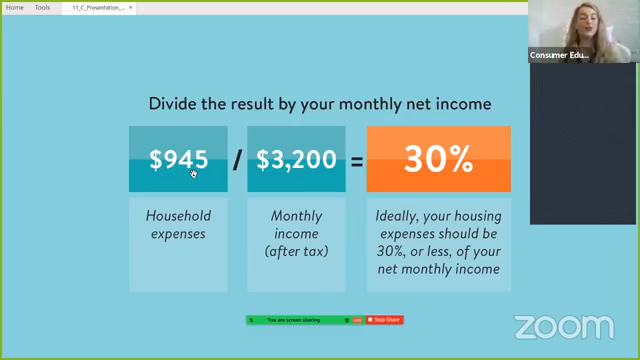 Home Tools 11_C_Presentation_... ×
Consumer Edu...
Divide the result by your monthly net income
$945 / $3,200 = 30%
Household
expenses
Monthly
income
(after tax)
Ideally, your housing
expenses should be
30%, or less, of your
net monthly income
You are screen sharing LIVE Stop Share
zoom